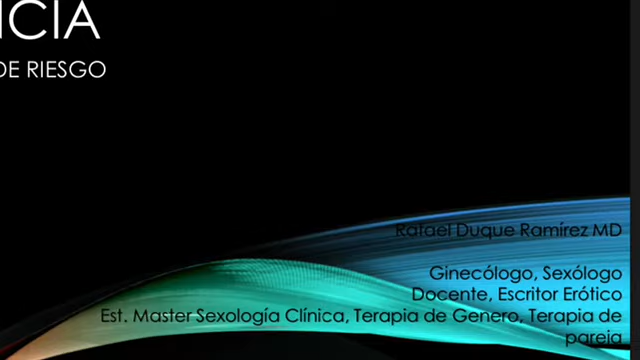 NCIA
DE RIESGO
Rafael Duque Ramírez MD
Ginecólogo, Sexólogo
Docente, Escritor Erótico
Est. Master Sexología Clínica, Terapia de Genero, Terapia de
pareja